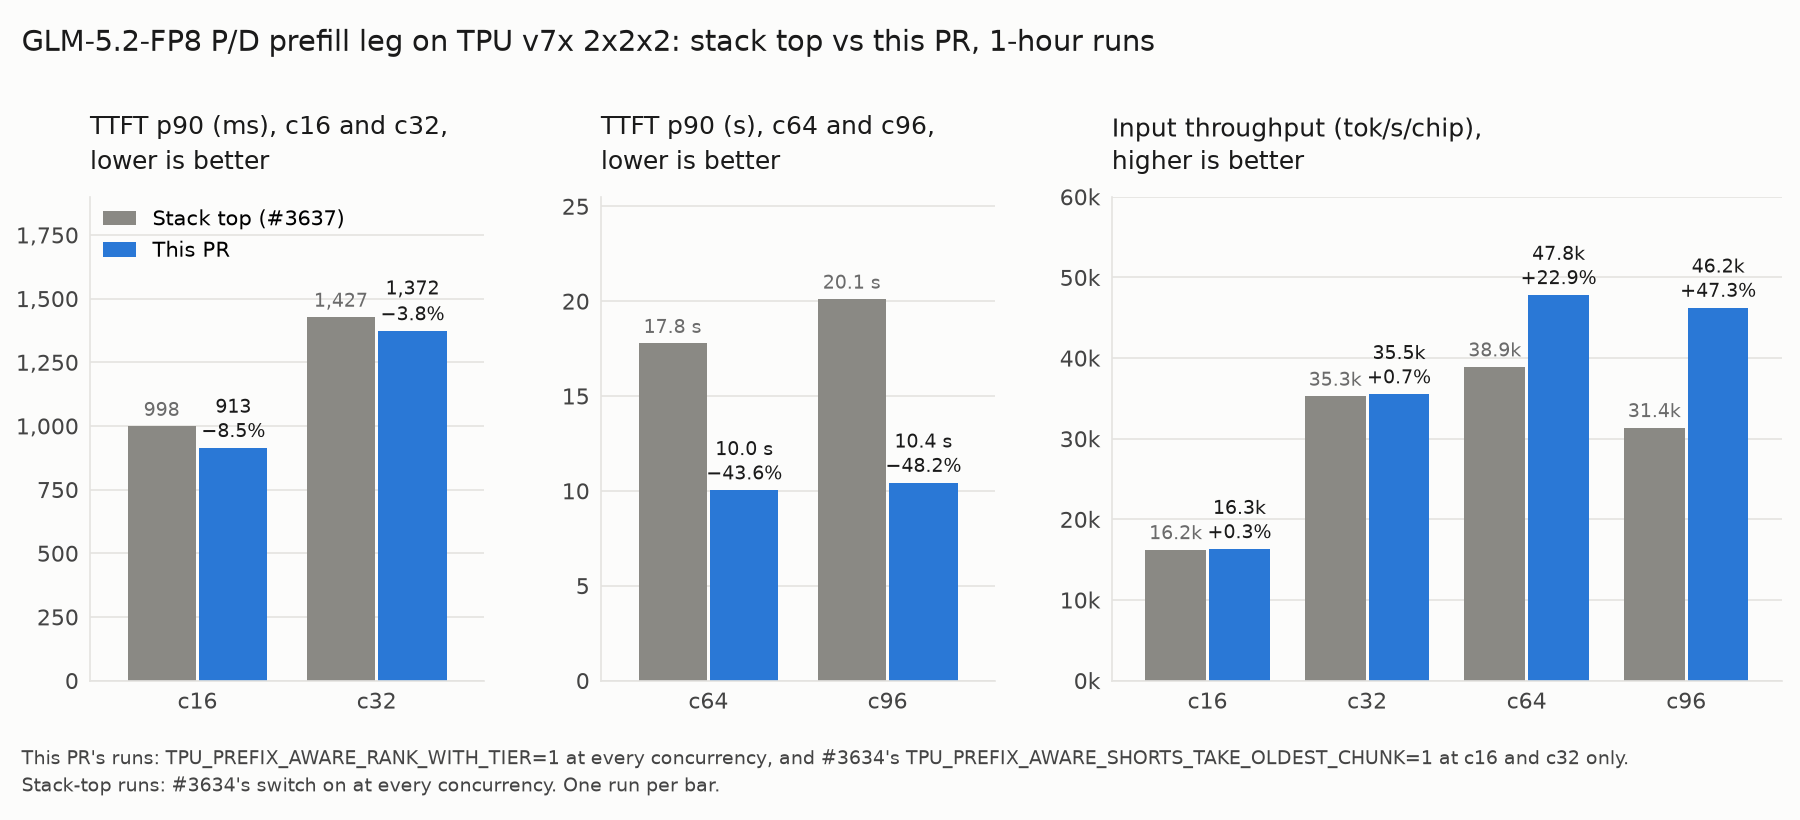 GLM-5.2-FP8 P/D prefill leg on TPU v7x 2x2x2: stack top vs this PR, 1-hour runs
TTFT p90 (ms), c16 and c32,
lower is better
Stack top (#3637)
This PR
1,750
1,500
1,250
1,000
750
500
250
0
998
913
−8.5%
1,427
1,372
−3.8%
c16
c32
TTFT p90 (s), c64 and c96,
lower is better
25
20
15
10
5
0
17.8 s
10.0 s
−43.6%
20.1 s
10.4 s
−48.2%
c64
c96
Input throughput (tok/s/chip),
higher is better
60k
50k
40k
30k
20k
10k
0k
16.2k
16.3k
+0.3%
35.3k
35.5k
+0.7%
38.9k
47.8k
+22.9%
31.4k
46.2k
+47.3%
c16
c32
c64
c96
This PR's runs: TPU_PREFIX_AWARE_RANK_WITH_TIER=1 at every concurrency, and #3634's TPU_PREFIX_AWARE_SHORTS_TAKE_OLDEST_CHUNK=1 at c16 and c32 only.
Stack-top runs: #3634's switch on at every concurrency. One run per bar.